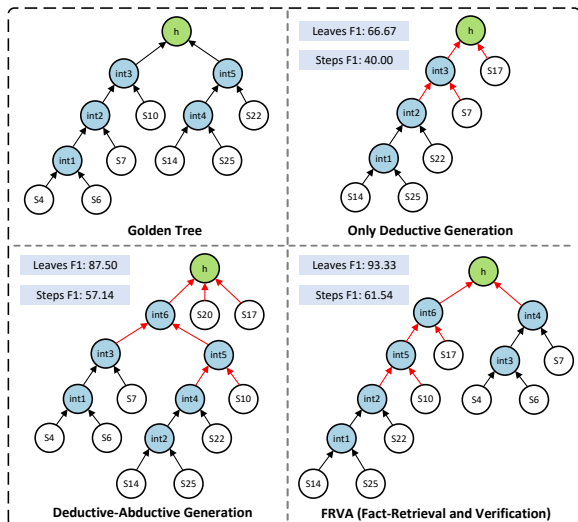 h
int3
int5
int2
S10
int4
S22
int1
S7
S14
S25
S4
S6
Golden Tree
Leaves F1: 66.67
Steps F1: 40.00
h
int3
S17
int2
S7
int1
S22
S14
S25
Only Deductive Generation
Leaves F1: 87.50
Steps F1: 57.14
h
int6
S20
S17
int3
int5
int1
S7
int4
S10
S4
S6
int2
S22
S14
S25
Deductive-Abductive Generation
Leaves F1: 93.33
Steps F1: 61.54
h
int6
int4
int5
S17
int3
S7
int2
S10
S4
S6
int1
S22
S14
S25
FRVA (Fact-Retrieval and Verification)